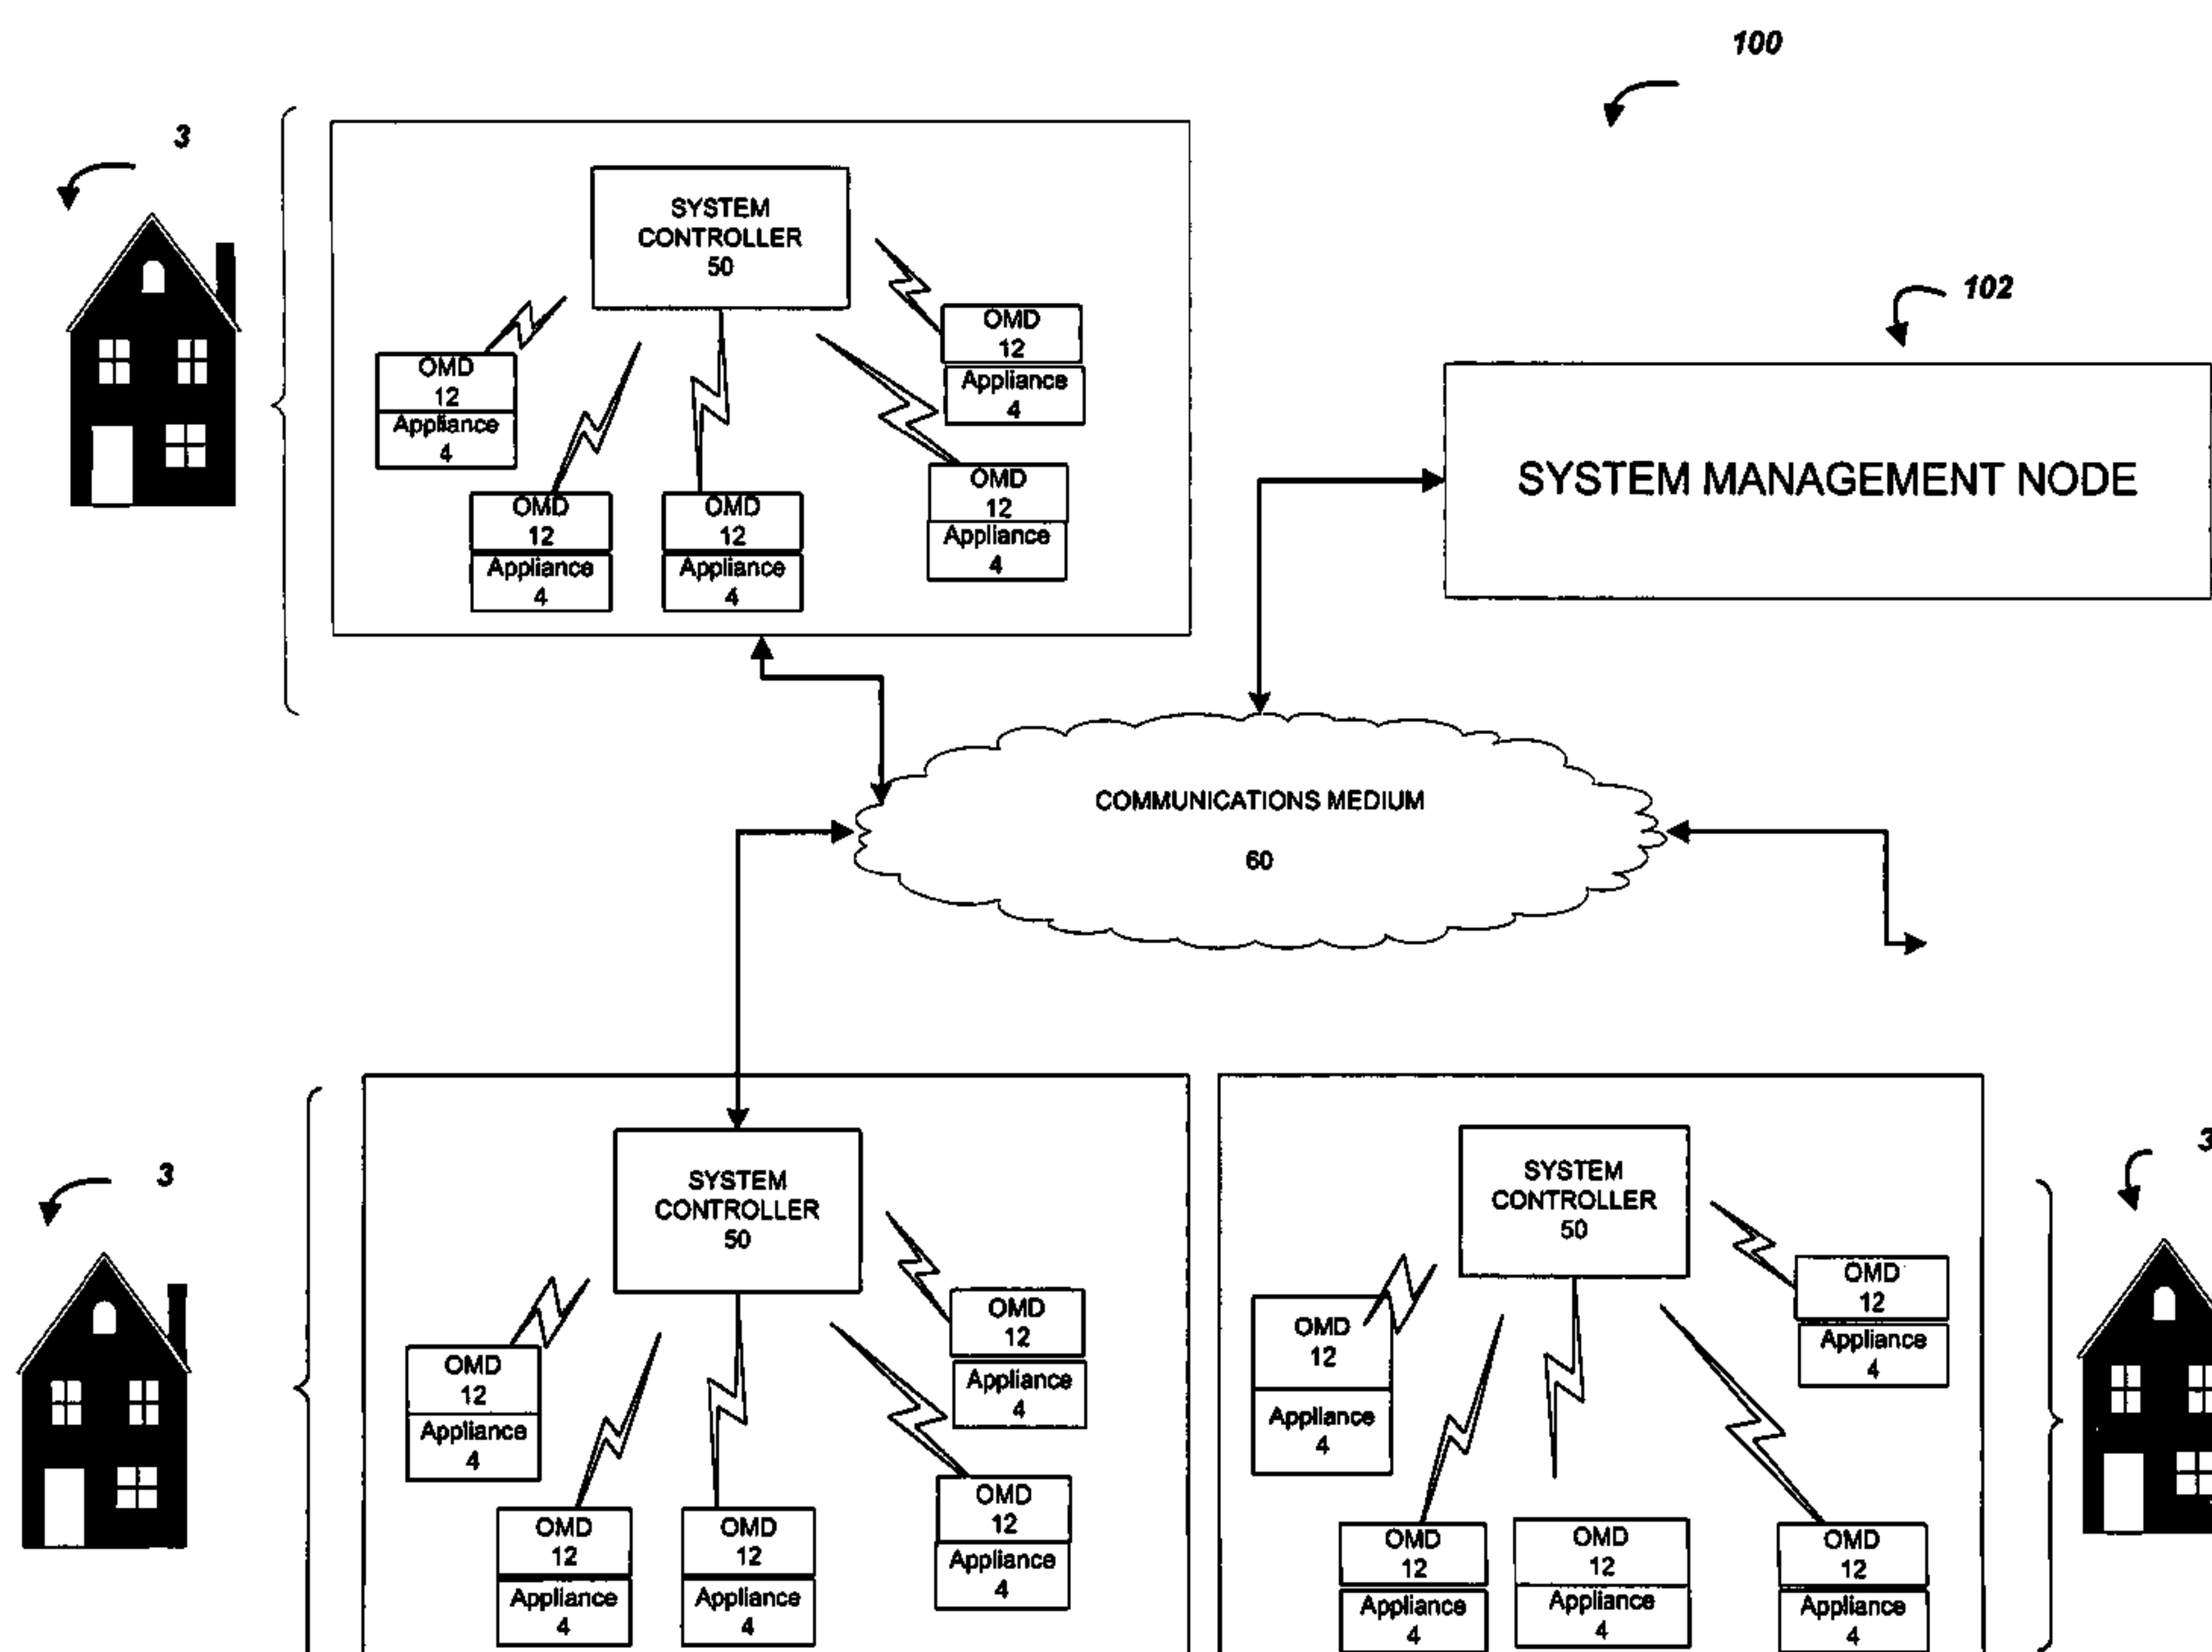 100
3
SYSTEM
CONTROLLER
50
OMD
12
Appliance
4
OMD
12
Appliance
4
OMD
12
Appliance
4
OMD
12
Appliance
4
OMD
12
Appliance
4
102
SYSTEM MANAGEMENT NODE
COMMUNICATIONS MEDIUM
60
3
SYSTEM
CONTROLLER
50
OMD
12
Appliance
4
OMD
12
Appliance
4
OMD
12
Appliance
4
OMD
12
Appliance
4
OMD
12
Appliance
4
SYSTEM
CONTROLLER
50
OMD
12
Appliance
4
OMD
12
Appliance
4
OMD
12
Appliance
4
OMD
12
Appliance
4
OMD
12
Appliance
4
3